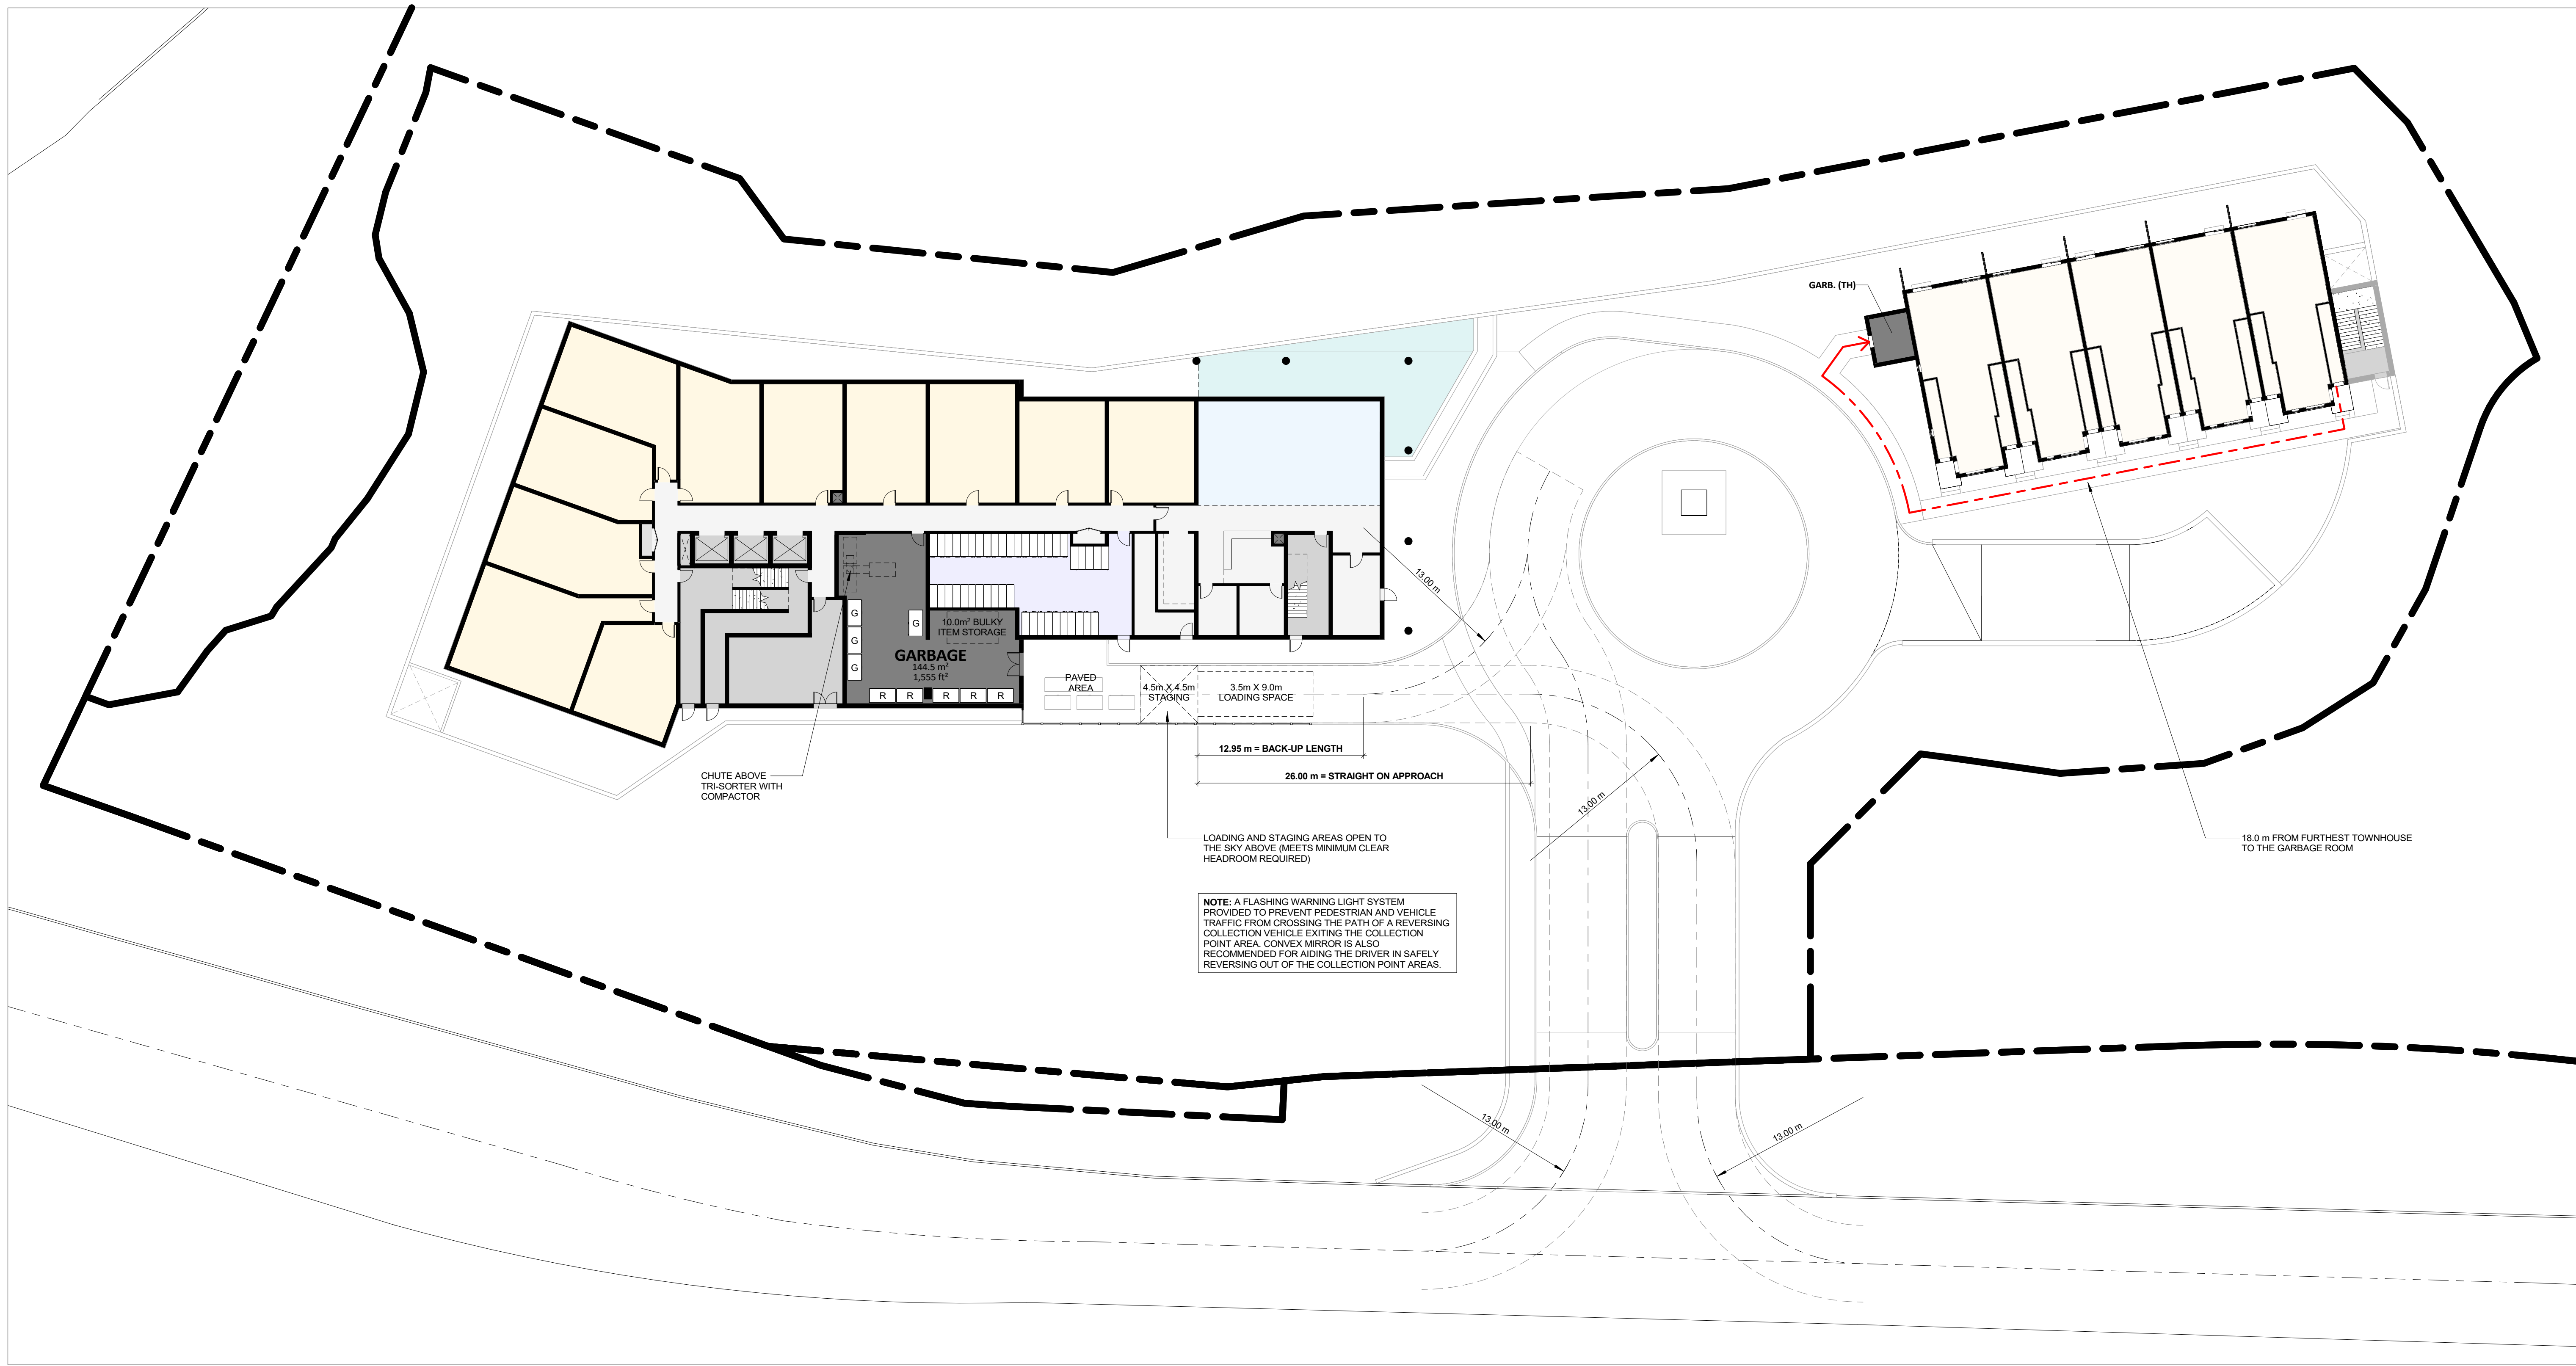 GARB. (TH)
13.00 m
G
G
G
G
10.0m² BULKY
ITEM STORAGE
GARBAGE
144.5 m²
1,555 ft²
R
R
R
R
R
PAVED
AREA
4.5m X 4.5m
STAGING
3.5m X 9.0m
LOADING SPACE
12.95 m = BACK-UP LENGTH
26.00 m = STRAIGHT ON APPROACH
CHUTE ABOVE
TRI-SORTER WITH
COMPACTOR
13.00 m
LOADING AND STAGING AREAS OPEN TO
THE SKY ABOVE (MEETS MINIMUM CLEAR
HEADROOM REQUIRED)
18.0 m FROM FURTHEST TOWNHOUSE
TO THE GARBAGE ROOM
NOTE: A FLASHING WARNING LIGHT SYSTEM
PROVIDED TO PREVENT PEDESTRIAN AND VEHICLE
TRAFFIC FROM CROSSING THE PATH OF A REVERSING
COLLECTION VEHICLE EXITING THE COLLECTION
POINT AREA. CONVEX MIRROR IS ALSO
RECOMMENDED FOR AIDING THE DRIVER IN SAFELY
REVERSING OUT OF THE COLLECTION POINT AREAS.
13.00 m
13.00 m